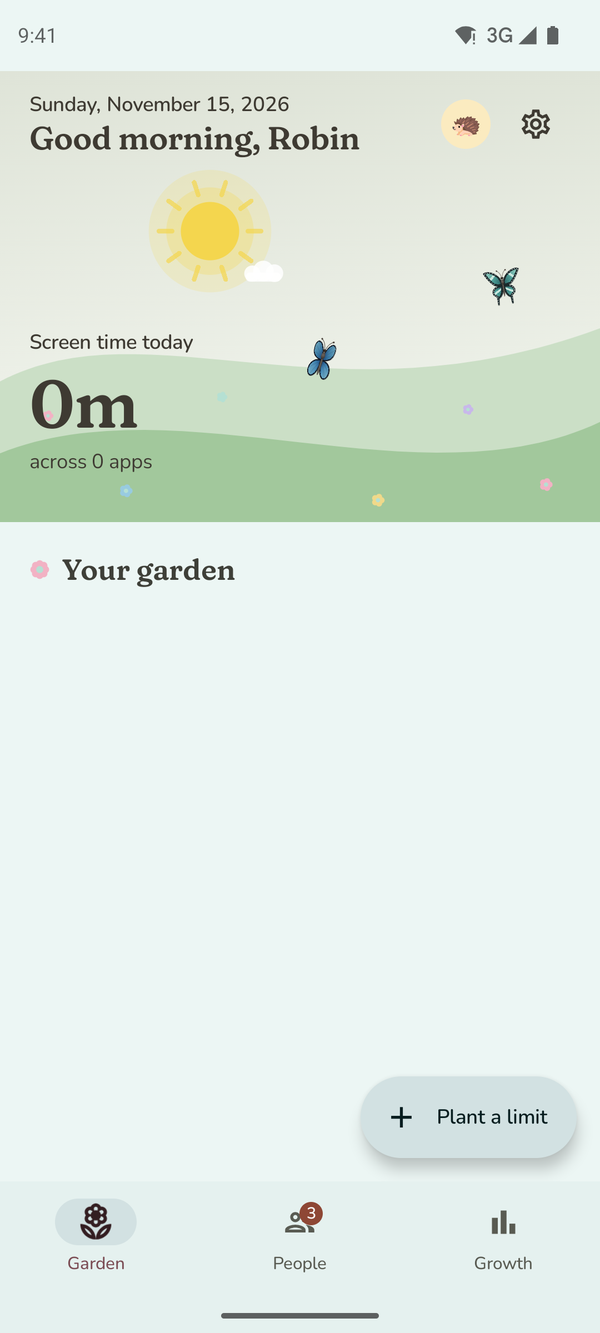 9:41
3G
Sunday, November 15, 2026
Good morning, Robin
Screen time today
0m
across 0 apps
Your garden
Plant a limit
3
Garden
People
Growth